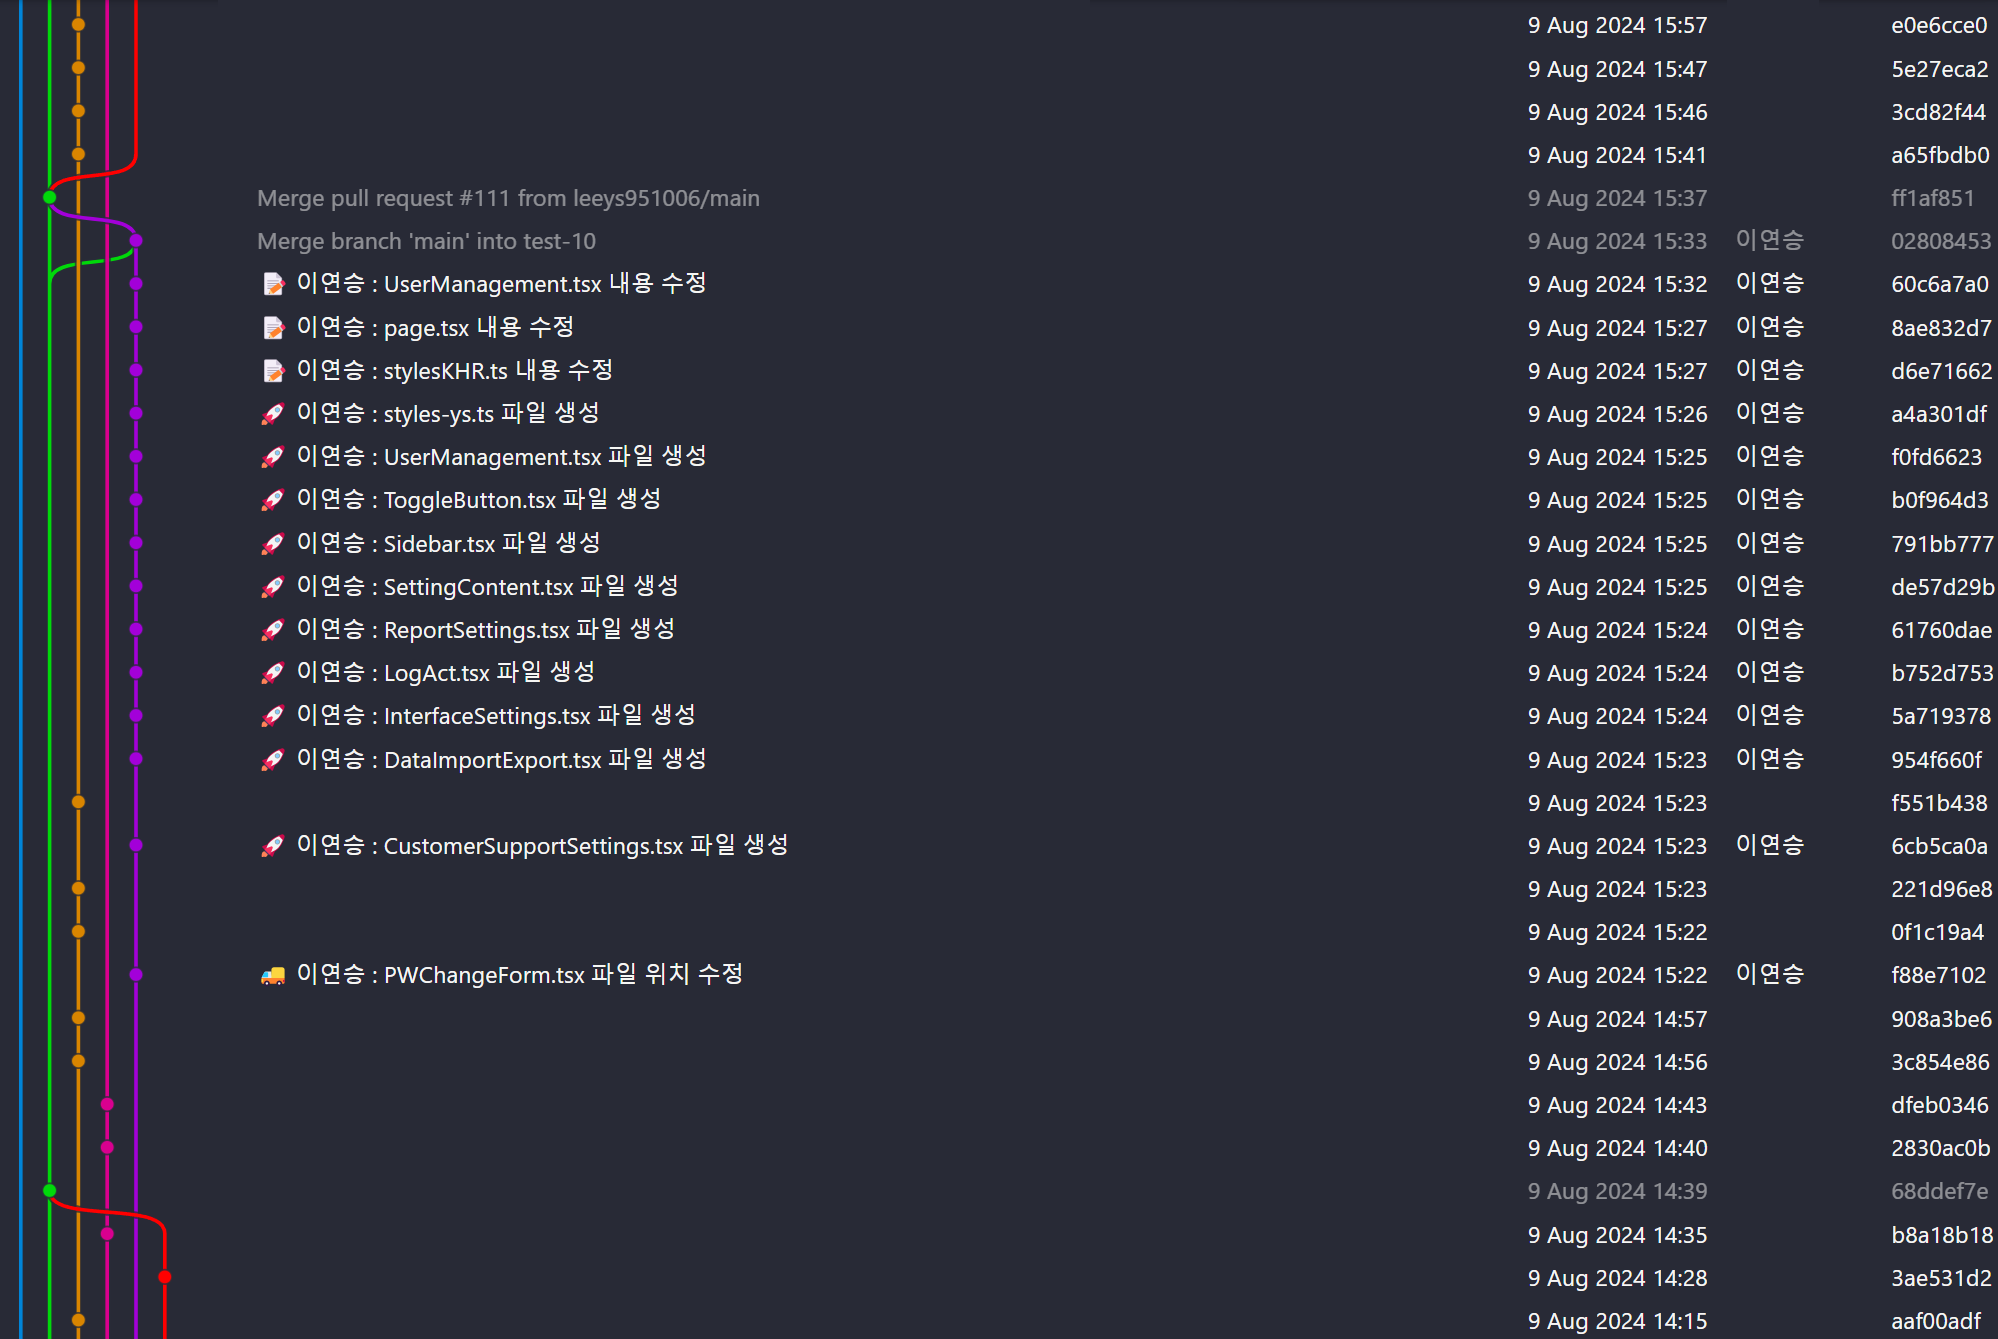 9 Aug 2024 15:57 e0e6cce0
9 Aug 2024 15:47 5e27eca2
9 Aug 2024 15:46 3cd82f44
9 Aug 2024 15:41 a65fbdb0
Merge pull request #111 from leeys951006/main 9 Aug 2024 15:37 ff1af851
Merge branch 'main' into test-10 9 Aug 2024 15:33 이연승 02808453
📝 이연승 : UserManagement.tsx 내용 수정 9 Aug 2024 15:32 이연승 60c6a7a0
📝 이연승 : page.tsx 내용 수정 9 Aug 2024 15:27 이연승 8ae832d7
📝 이연승 : stylesKHR.ts 내용 수정 9 Aug 2024 15:27 이연승 d6e71662
🚀 이연승 : styles-ys.ts 파일 생성 9 Aug 2024 15:26 이연승 a4a301df
🚀 이연승 : UserManagement.tsx 파일 생성 9 Aug 2024 15:25 이연승 f0fd6623
🚀 이연승 : ToggleButton.tsx 파일 생성 9 Aug 2024 15:25 이연승 b0f964d3
🚀 이연승 : Sidebar.tsx 파일 생성 9 Aug 2024 15:25 이연승 791bb777
🚀 이연승 : SettingContent.tsx 파일 생성 9 Aug 2024 15:25 이연승 de57d29b
🚀 이연승 : ReportSettings.tsx 파일 생성 9 Aug 2024 15:24 이연승 61760dae
🚀 이연승 : LogAct.tsx 파일 생성 9 Aug 2024 15:24 이연승 b752d753
🚀 이연승 : InterfaceSettings.tsx 파일 생성 9 Aug 2024 15:24 이연승 5a719378
🚀 이연승 : DataImportExport.tsx 파일 생성 9 Aug 2024 15:23 이연승 954f660f
9 Aug 2024 15:23 f551b438
🚀 이연승 : CustomerSupportSettings.tsx 파일 생성 9 Aug 2024 15:23 이연승 6cb5ca0a
9 Aug 2024 15:23 221d96e8
9 Aug 2024 15:22 0f1c19a4
🚚 이연승 : PWChangeForm.tsx 파일 위치 수정 9 Aug 2024 15:22 이연승 f88e7102
9 Aug 2024 14:57 908a3be6
9 Aug 2024 14:56 3c854e86
9 Aug 2024 14:43 dfeb0346
9 Aug 2024 14:40 2830ac0b
9 Aug 2024 14:39 68ddef7e
9 Aug 2024 14:35 b8a18b18
9 Aug 2024 14:28 3ae531d2
9 Aug 2024 14:15 aaf00adf